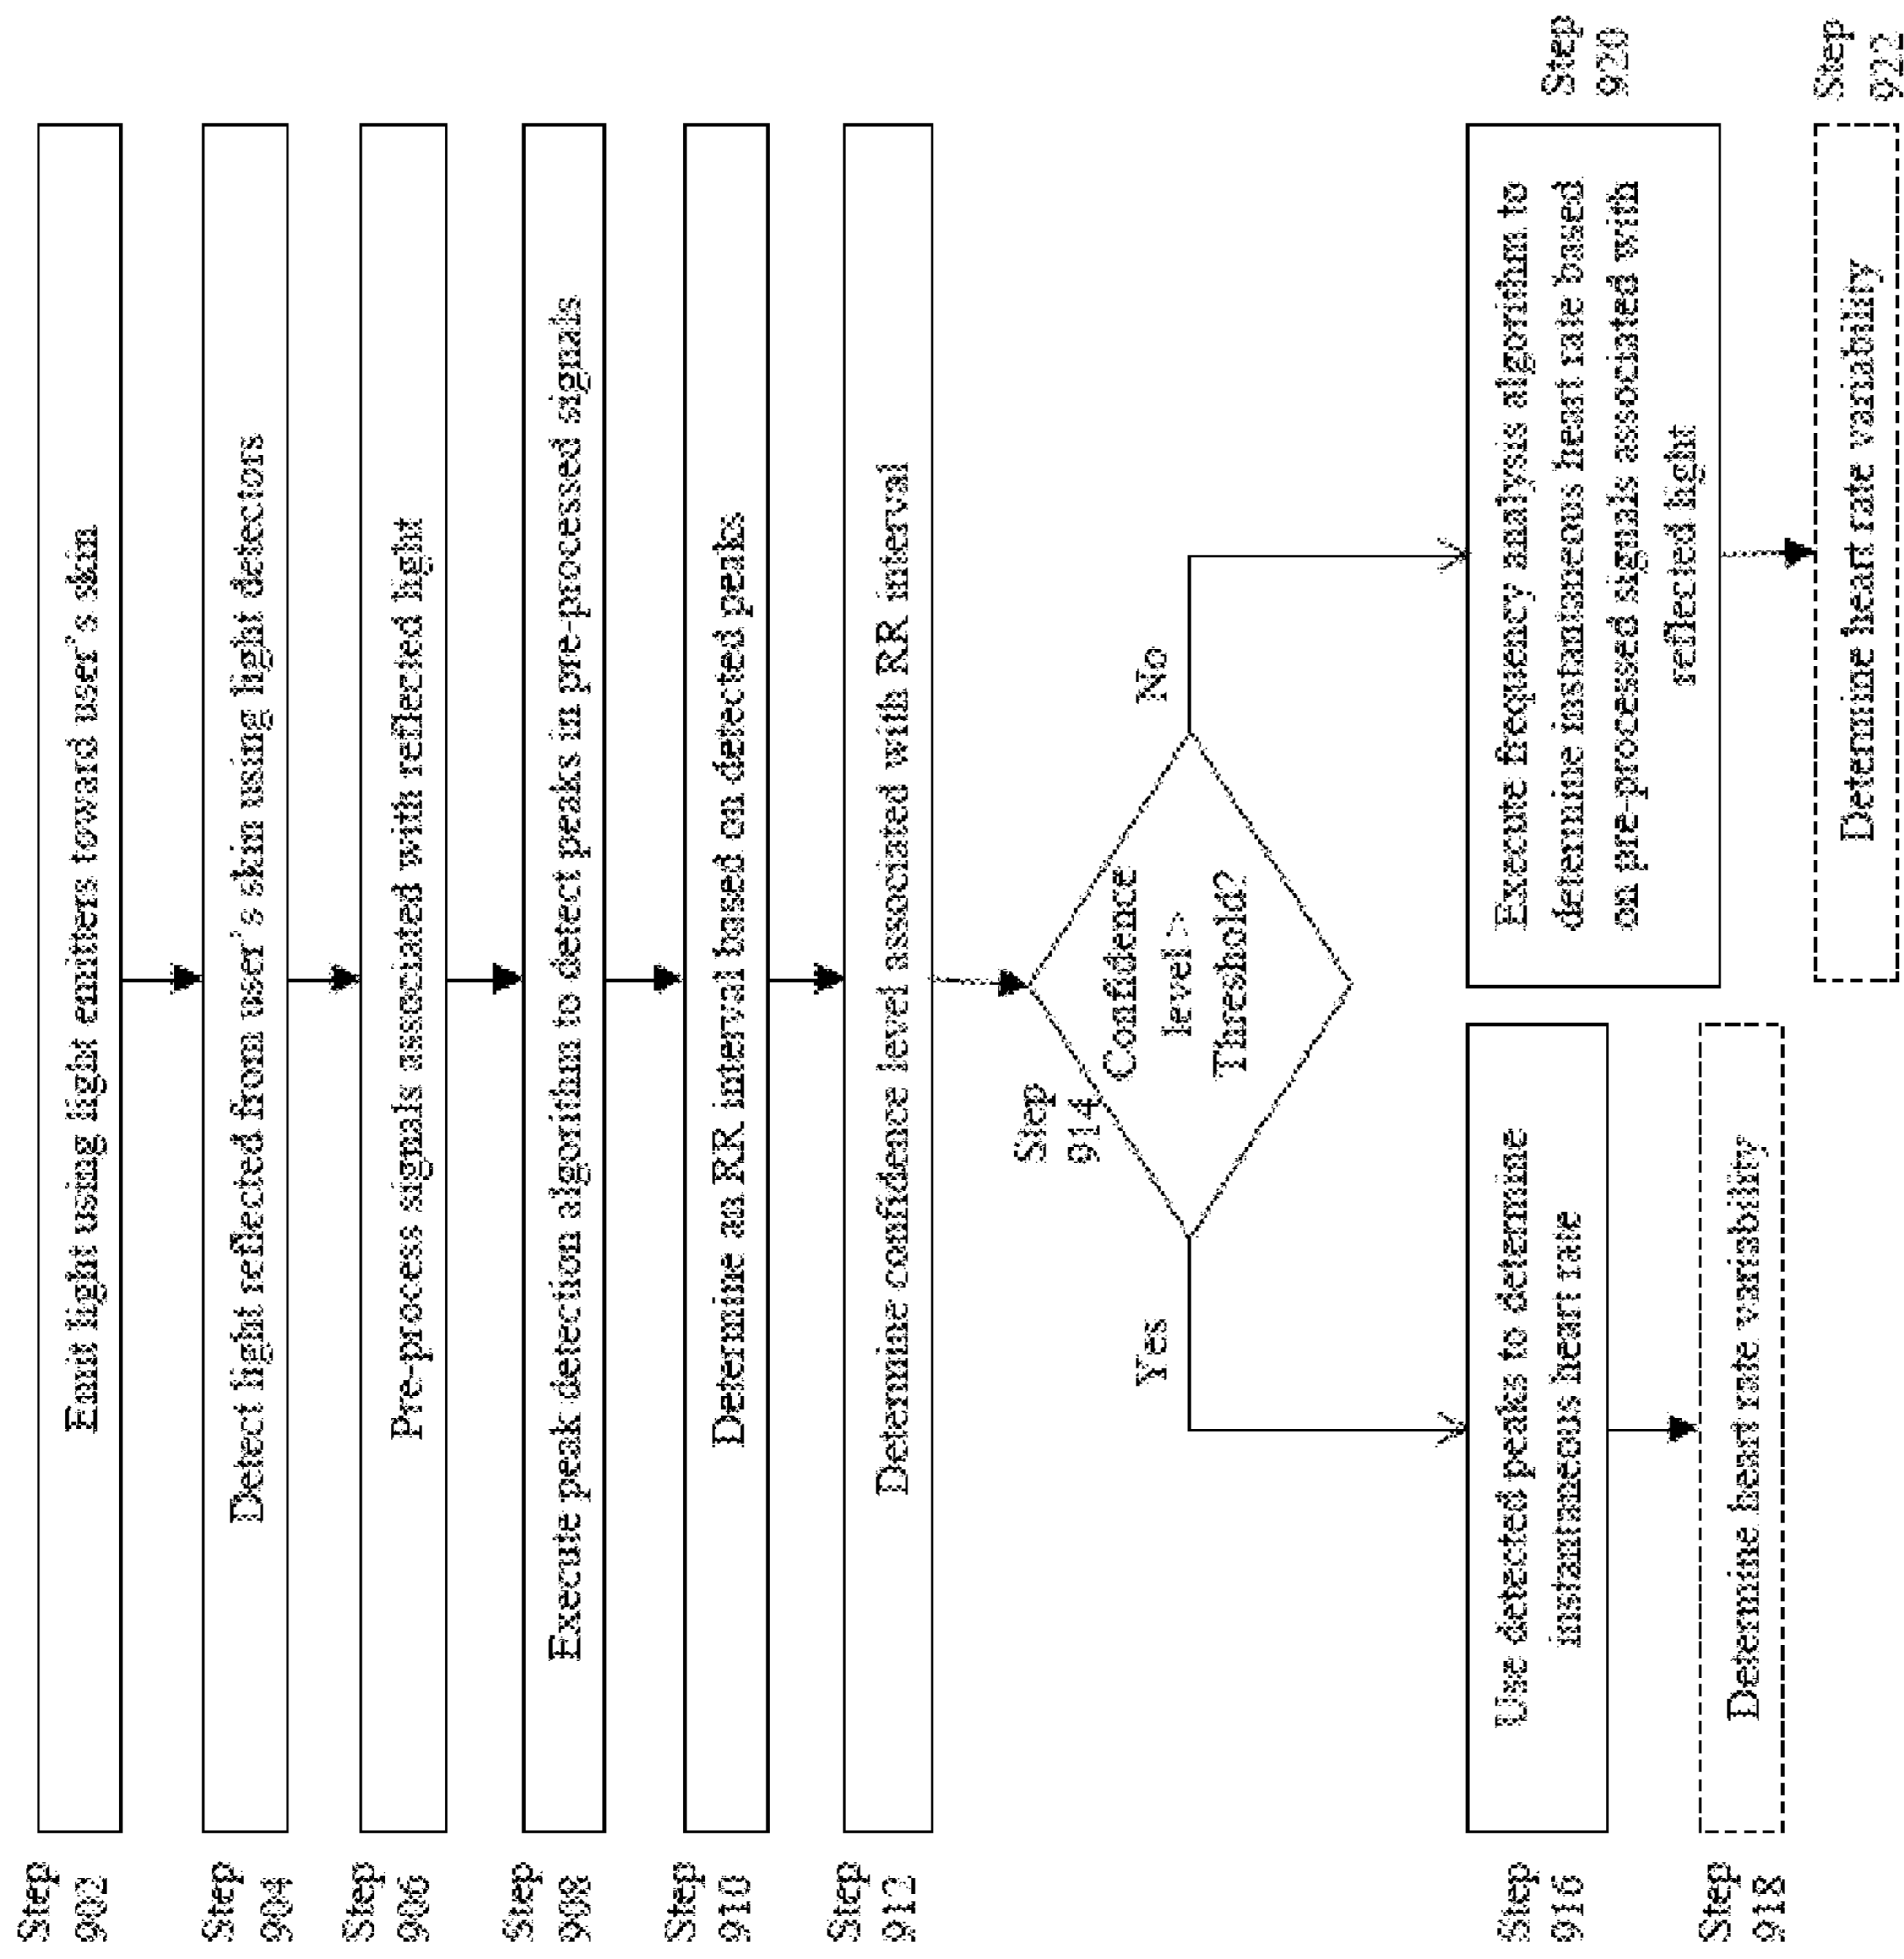 Step
902
Emit light using light emitters toward user's skin
Step
904
Detect light reflected from user's skin using light detectors
Step
906
Pre-process signals associated with reflected light
Step
908
Execute peak detection algorithm to detect peaks in pre-processed signals
Step
910
Determine an RR interval based on detected peaks
Step
912
Determine confidence level associated with RR interval
Step
914
Confidence
level >
Threshold?
Yes
No
Step
916
Use detected peaks to determine
instantaneous heart rate
Step
918
Determine heart rate variability
Execute frequency analysis algorithm to
determine instantaneous heart rate based
on pre-processed signals associated with
reflected light
Step
920
Determine heart rate variability
Step
922